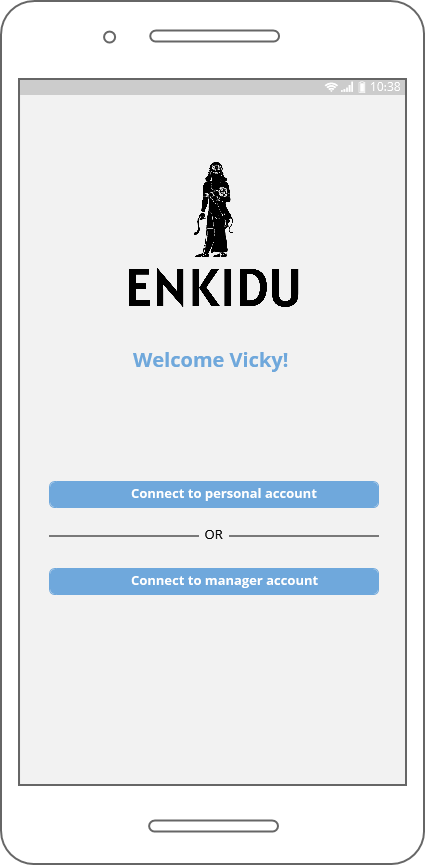 10:38
ENKIDU
Welcome Vicky!
Connect to personal account
OR
Connect to manager account